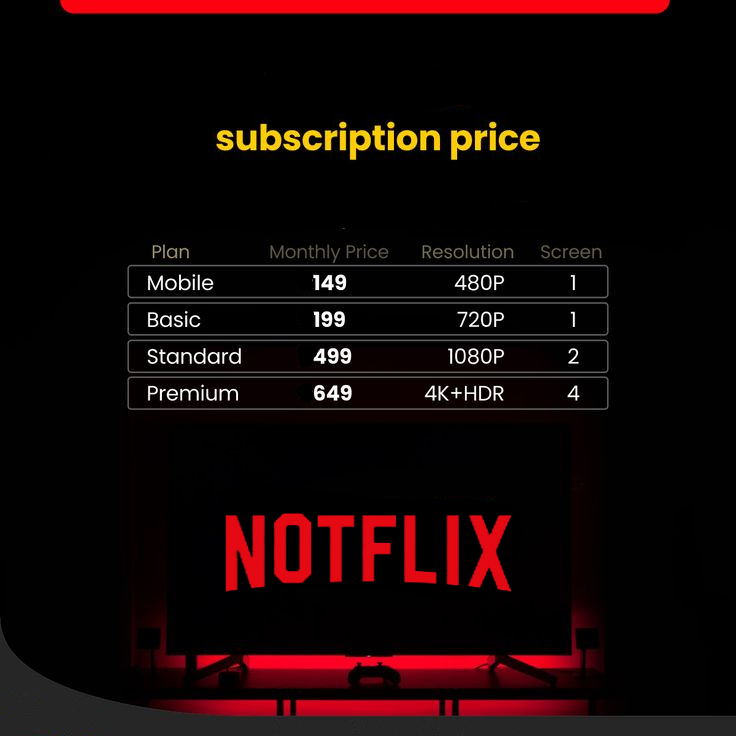 subscription price
Plan Monthly Price Resolution Screen
Mobile 149 480P 1
Basic 199 720P 1
Standard 499 1080P 2
Premium 649 4K+HDR 4
NOTFLIX